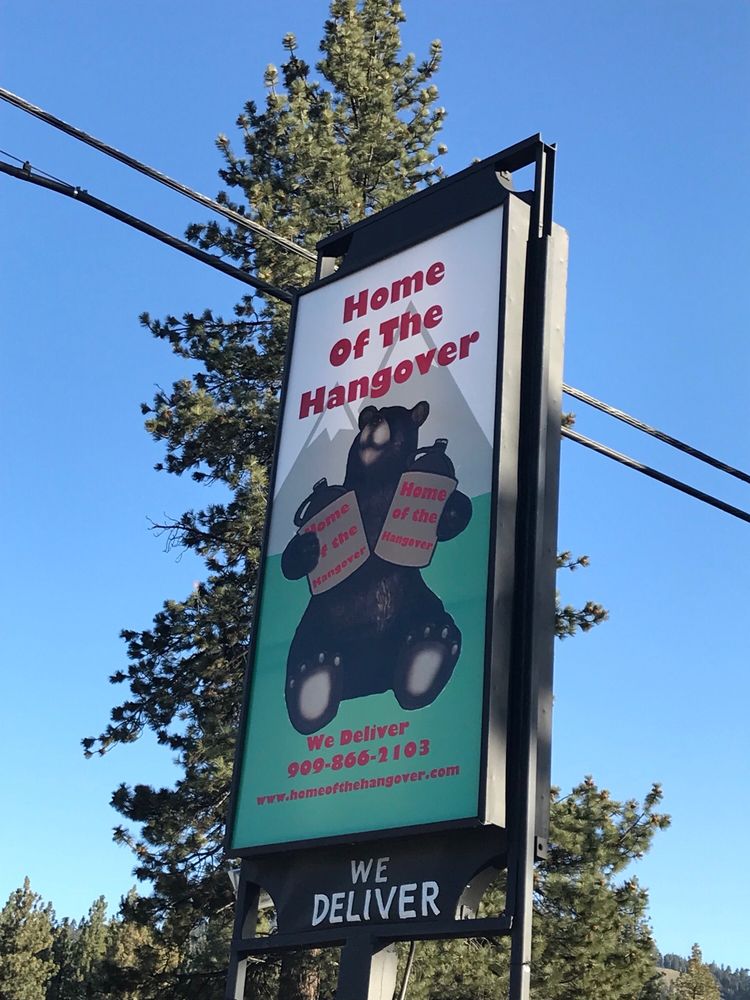 Home
Of The
Hangover
Home
of the
Hangover
Home
of the
Hangover
We Deliver
909-866-2103
www.homeofthehangover.com
WE
DELIVER